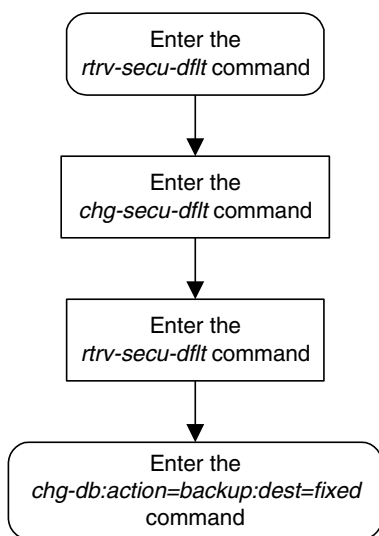 Enter the
rtrv-secu-dflt command
Enter the
chg-secu-dflt command
Enter the
rtrv-secu-dflt command
Enter the
chg-db:action=backup:dest=fixed
command